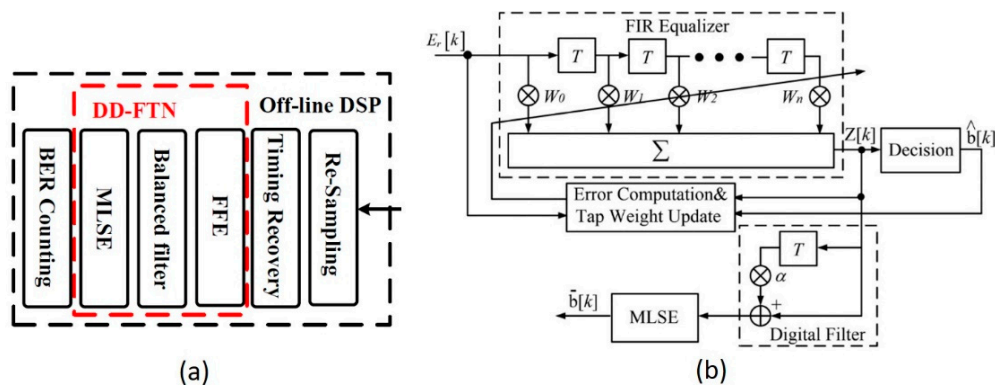 DD-FTN
Off-line DSP
BER Counting
MLSE
Balanced filter
FFE
Timing Recovery
Re-Sampling
(a)
FIR Equalizer
E_r[k]
T
T
T
W_0
W_1
W_2
W_n
Σ
Z[k]
Decision
b̂[k]
Error Computation&
Tap Weight Update
T
α
+
b̄[k]
MLSE
Digital Filter
(b)